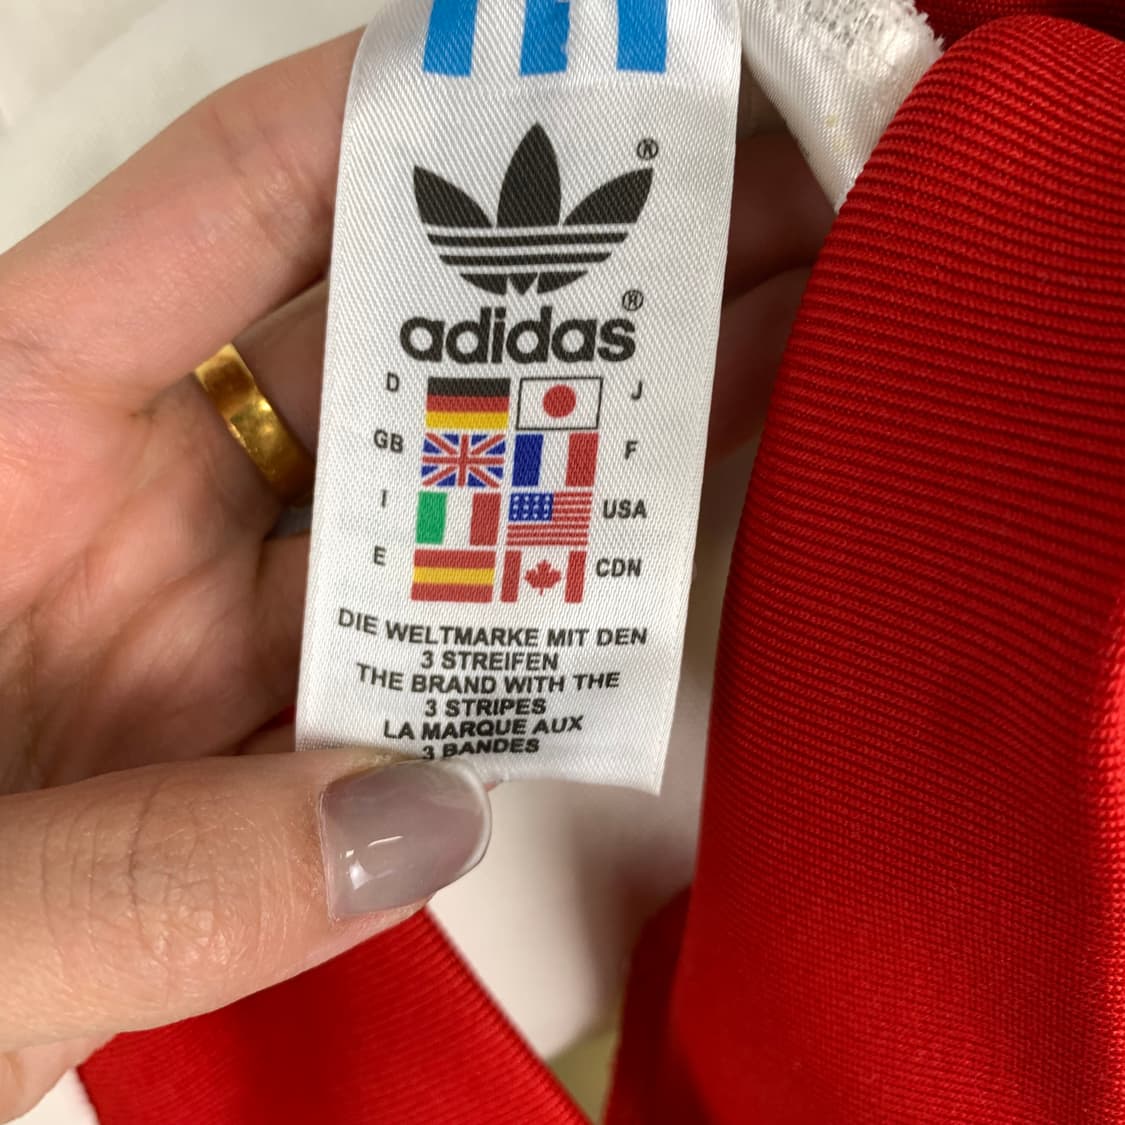 ®
adidas®
D J
GB F
I USA
E CDN
DIE WELTMARKE MIT DEN
3 STREIFEN
THE BRAND WITH THE
3 STRIPES
LA MARQUE AUX
3 BANDES